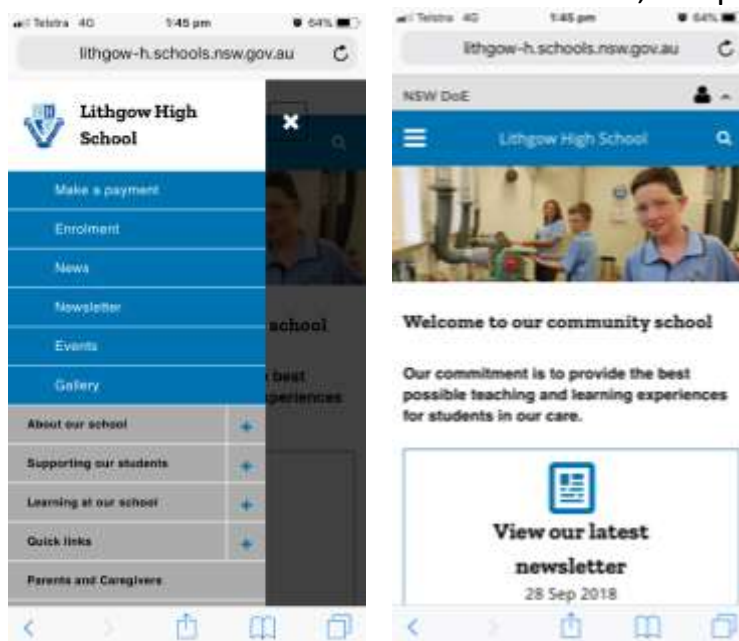 Telstra 4G 1:45 pm 64%
lithgow-h.schools.nsw.gov.au
Lithgow High
School
Make a payment
Enrolment
News
Newsletter
Events
Gallery
About our school
Supporting our students
Learning at our school
Quick links
Parents and Caregivers
school
best
periences
Telstra 4G 1:45 pm 64%
lithgow-h.schools.nsw.gov.au
NSW DoE
Lithgow High School
Welcome to our community school
Our commitment is to provide the best
possible teaching and learning experiences
for students in our care.
View our latest
newsletter
28 Sep 2018